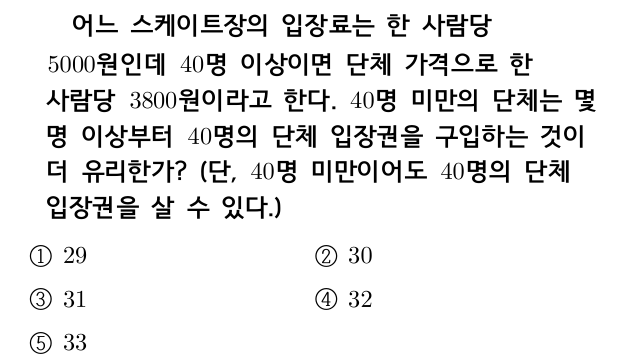 어느 스케이트장의 입장료는 한 사람당
5000원인데 40명 이상이면 단체 가격으로 한
사람당 3800원이라고 한다. 40명 미만의 단체는 몇
명 이상부터 40명의 단체 입장권을 구입하는 것이
더 유리한가? (단, 40명 미만이어도 40명의 단체
입장권을 살 수 있다.)
① 29 ② 30
③ 31 ④ 32
⑤ 33